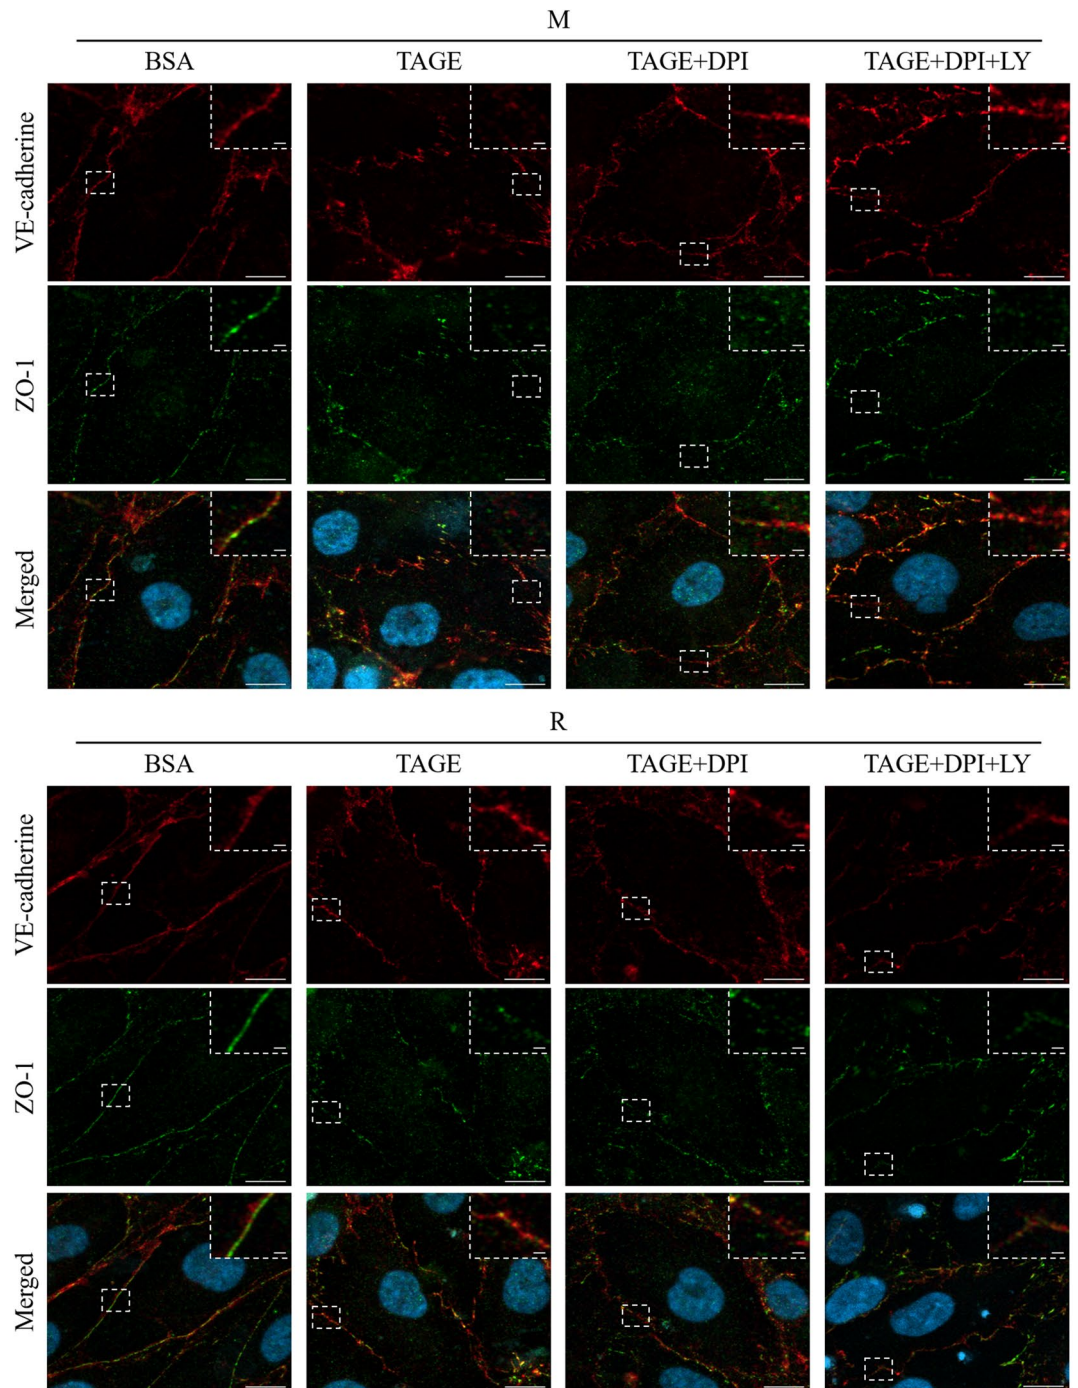 M
BSA TAGE TAGE+DPI TAGE+DPI+LY
VE-cadherine
ZO-1
Merged
R
BSA TAGE TAGE+DPI TAGE+DPI+LY
VE-cadherine
ZO-1
Merged